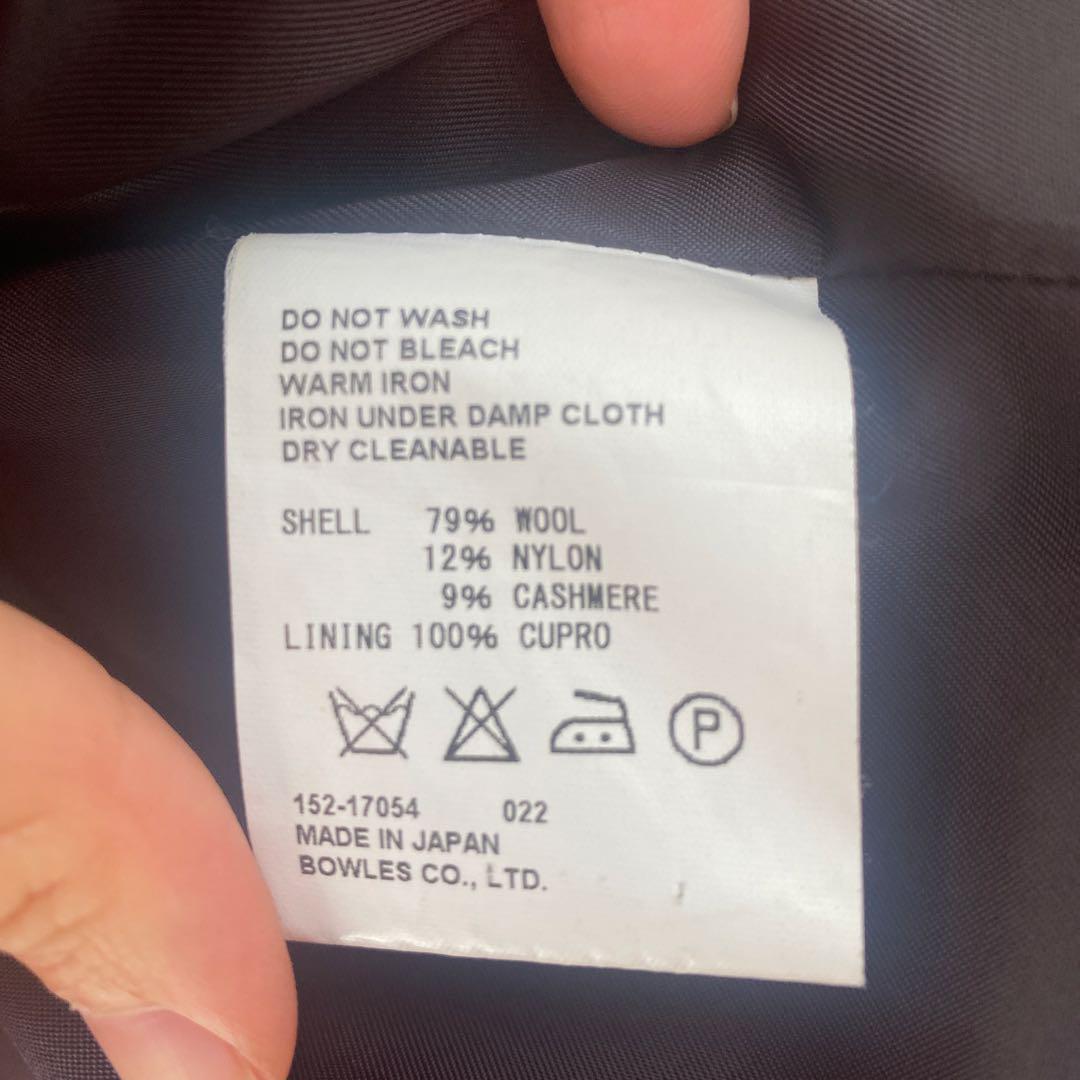 DO NOT WASH
DO NOT BLEACH
WARM IRON
IRON UNDER DAMP CLOTH
DRY CLEANABLE
SHELL 79% WOOL
12% NYLON
9% CASHMERE
LINING 100% CUPRO
P
152-17054 022
MADE IN JAPAN
BOWLES CO., LTD.